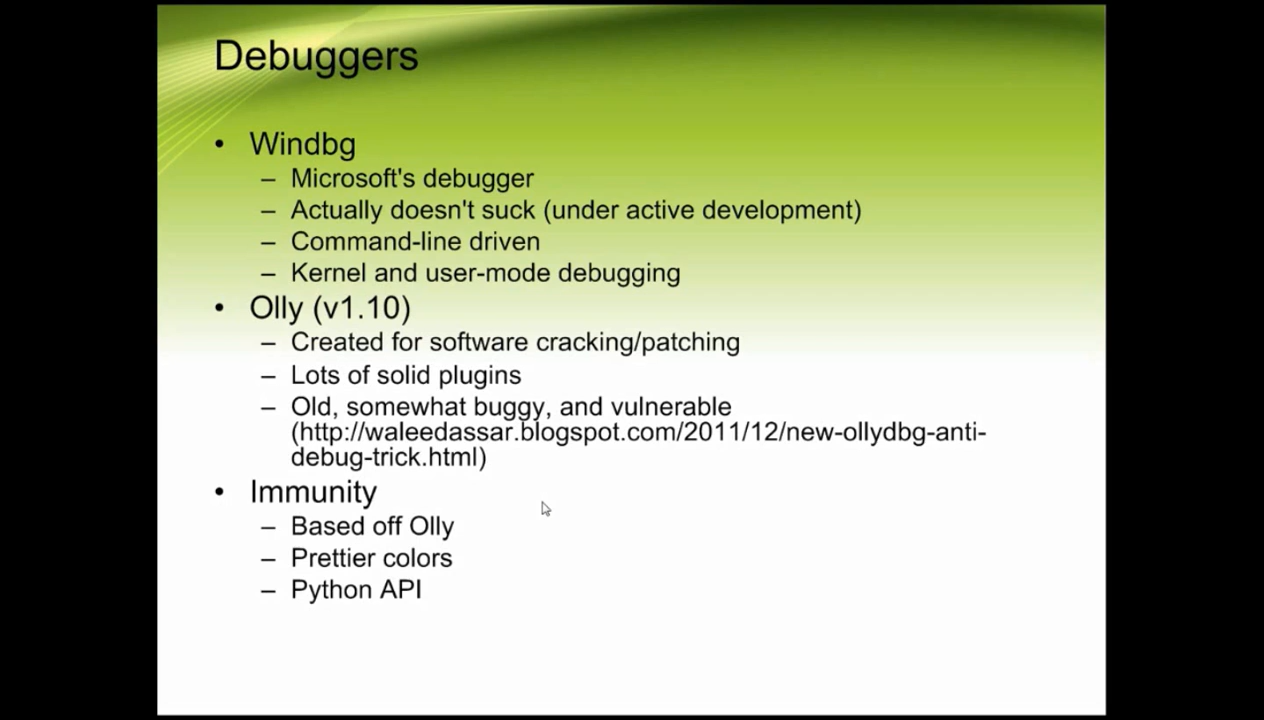 Debuggers
• Windbg
– Microsoft's debugger
– Actually doesn't suck (under active development)
– Command-line driven
– Kernel and user-mode debugging
• Olly (v1.10)
– Created for software cracking/patching
– Lots of solid plugins
– Old, somewhat buggy, and vulnerable
(http://waleedassar.blogspot.com/2011/12/new-ollydbg-anti-
debug-trick.html)
• Immunity
– Based off Olly
– Prettier colors
– Python API